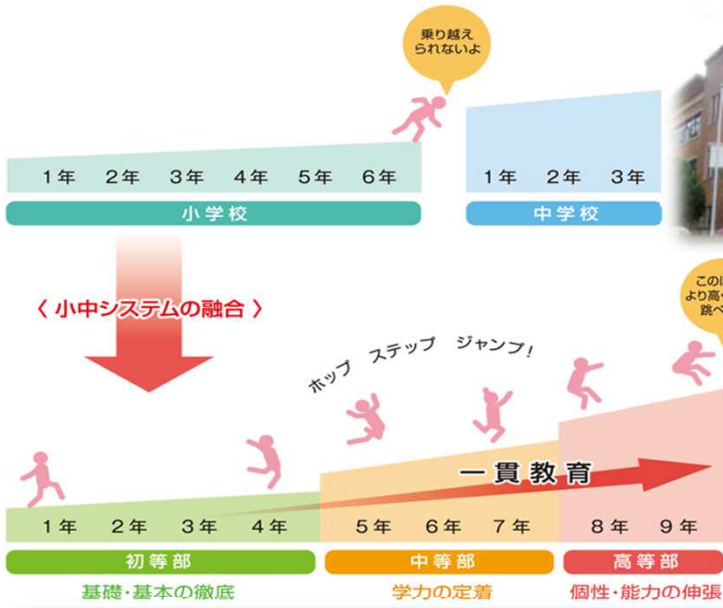 乗り越え
られないよ
1年 2年 3年 4年 5年 6年
1年 2年 3年
小学校
中学校
〈 小中システムの融合 〉
より高
跳べ
ホップ ステップ ジャンプ!
一貫教育
1年 2年 3年 4年
5年 6年 7年
8年 9年
初等部
中等部
高等部
基礎・基本の徹底
学力の定着
個性・能力の伸張